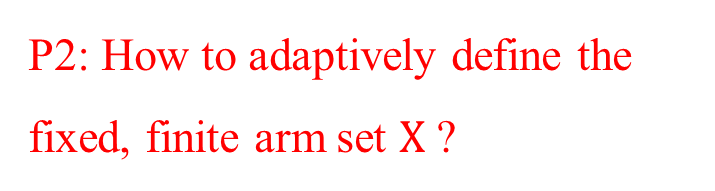 P2: How to adaptively define the
fixed, finite arm set X ?